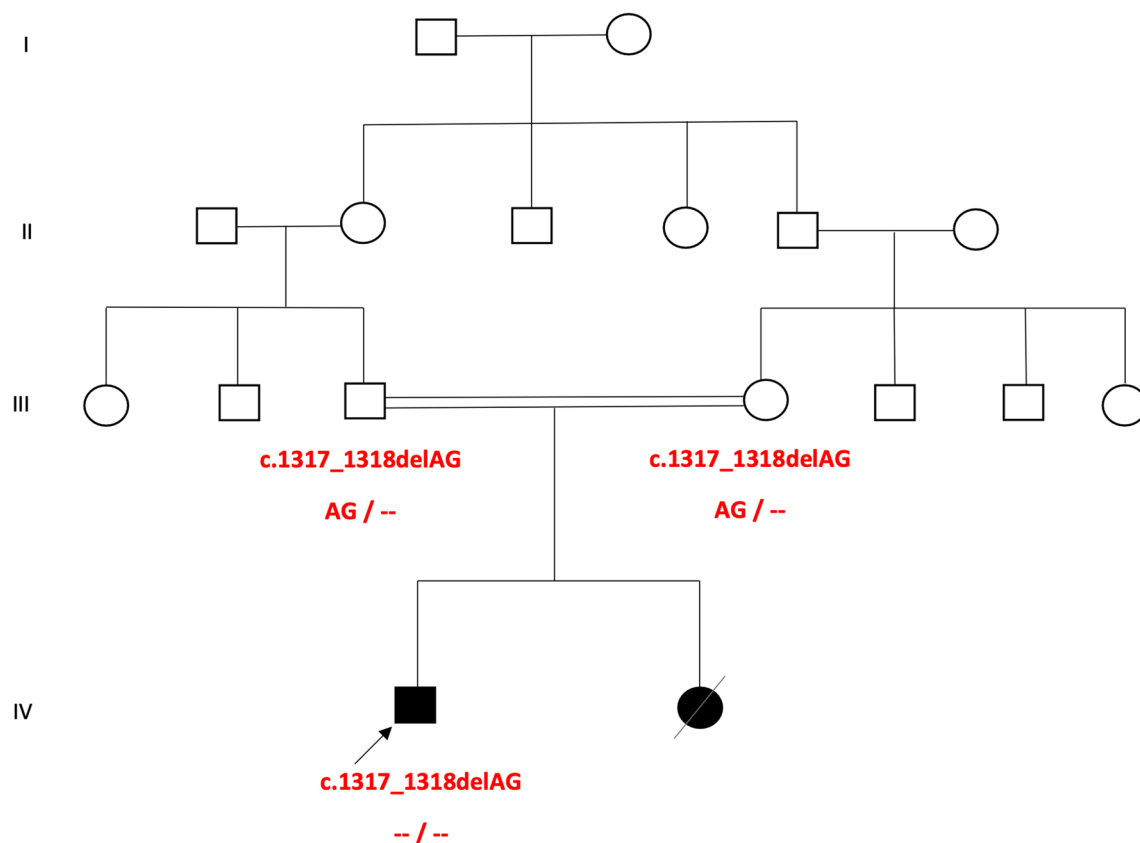 I
II
III
c.1317_1318delAG
AG / --
c.1317_1318delAG
AG / --
IV
c.1317_1318delAG
-- / --